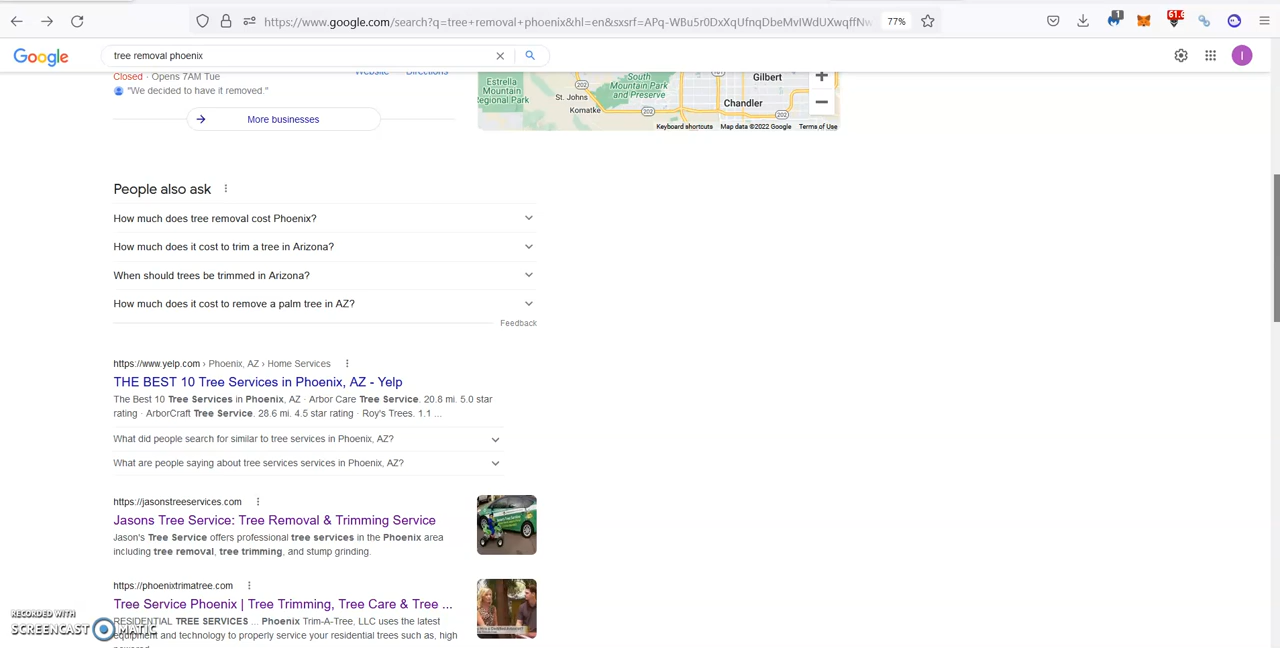 https://www.google.com/search?q=tree+removal+phoenix&hl=en&sxsrf=APq-WBu5r0DxXqUfnqDbeMvIWdUXwqffNw
77%
1
61.6
Google
tree removal phoenix
I
Closed · Opens 7AM Tue
Website
Directions
"We decided to have it removed."
More businesses
Estrella
Regional Park
202
St. Johns
Komatke
South
Mountain Park
and Preserve
202
Gilbert
Chandler
202
Keyboard shortcuts Map data ©2022 Google Terms of Use
People also ask
How much does tree removal cost Phoenix?
How much does it cost to trim a tree in Arizona?
When should trees be trimmed in Arizona?
How much does it cost to remove a palm tree in AZ?
Feedback
https://www.yelp.com › Phoenix, AZ › Home Services
THE BEST 10 Tree Services in Phoenix, AZ - Yelp
The Best 10 Tree Services in Phoenix, AZ · Arbor Care Tree Service. 20.8 mi. 5.0 star
rating · ArborCraft Tree Service. 28.6 mi. 4.5 star rating · Roy's Trees. 1.1 ...
What did people search for similar to tree services in Phoenix, AZ?
What are people saying about tree services services in Phoenix, AZ?
https://jasonstreeservices.com
Jasons Tree Service: Tree Removal & Trimming Service
Jason's Tree Service offers professional tree services in the Phoenix area
including tree removal, tree trimming, and stump grinding.
https://phoenixtrimatree.com
Tree Service Phoenix | Tree Trimming, Tree Care & Tree ...
RESIDENTIAL TREE SERVICES ... Phoenix Trim-A-Tree, LLC uses the latest
equipment and technology to properly service your residential trees such as, high
powered
RECORDED WITH
SCREENCAST MATIC